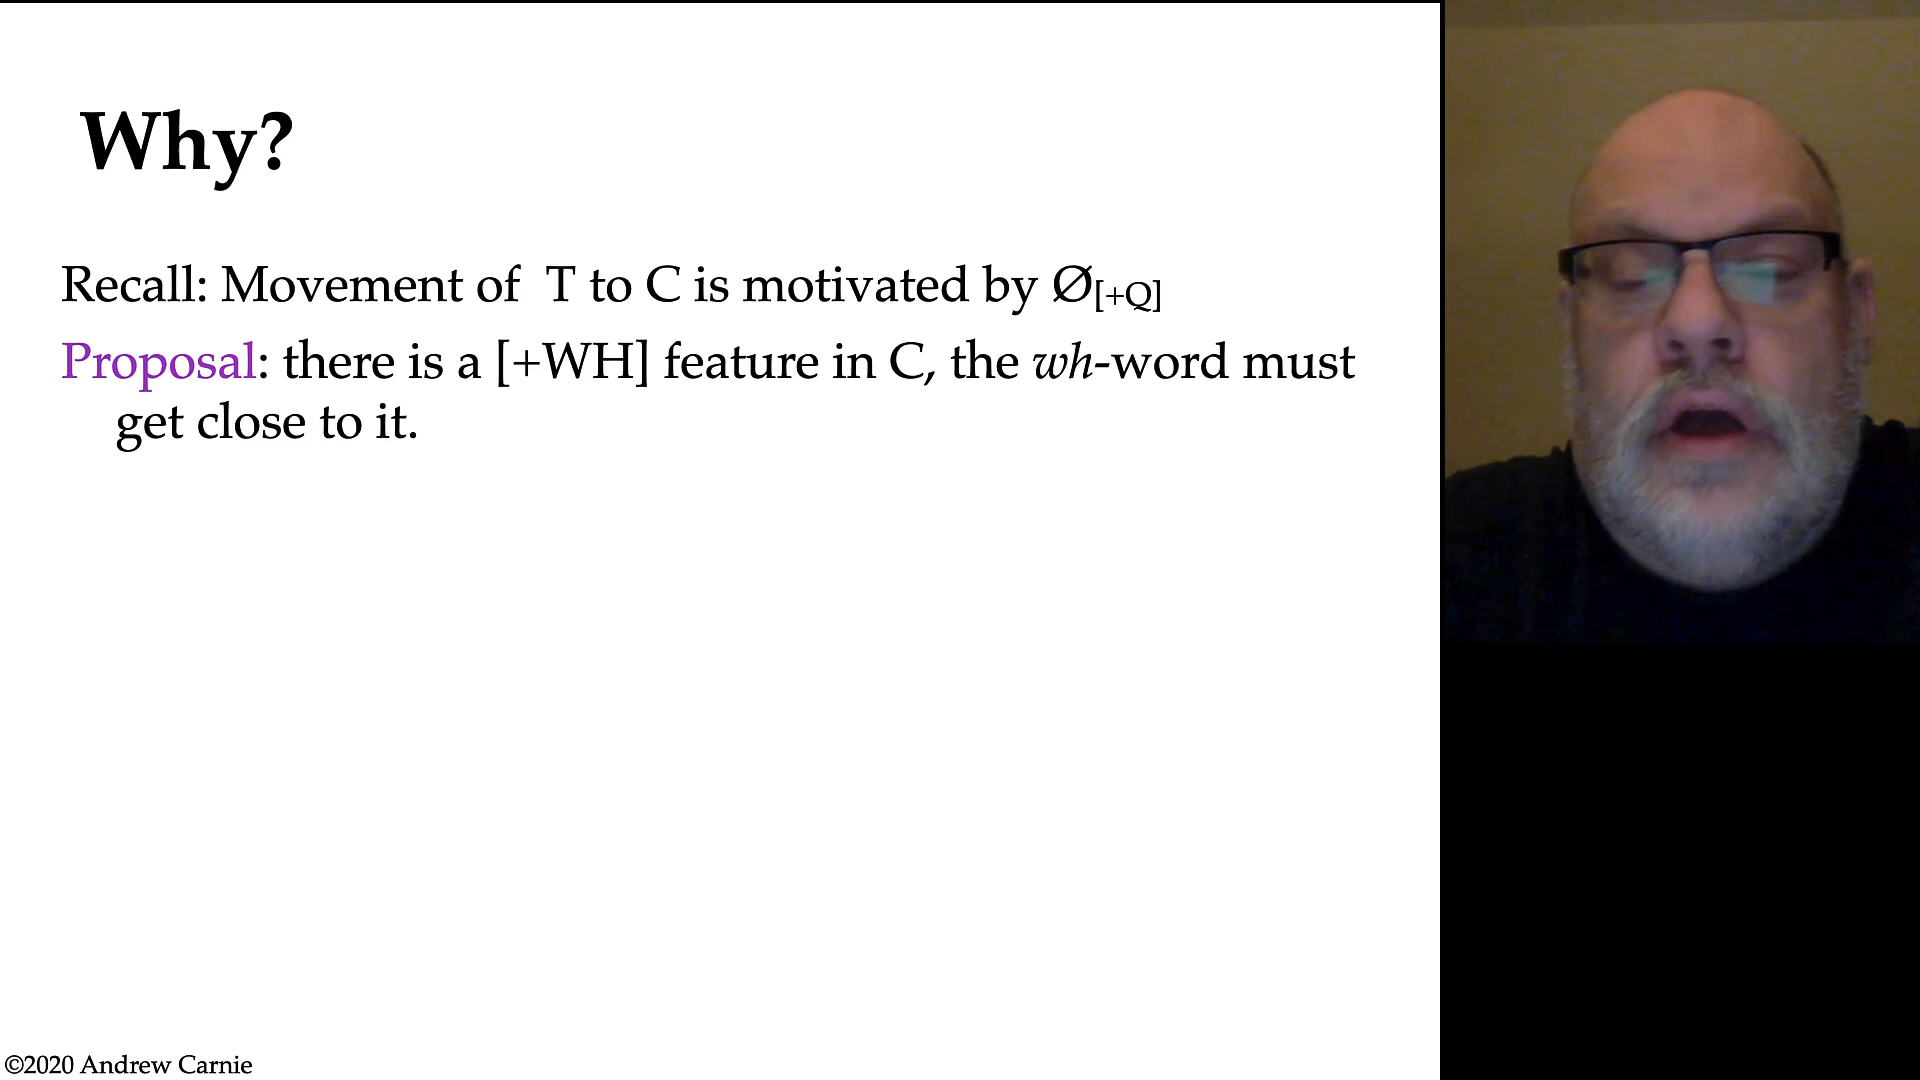 Why?
Recall: Movement of T to C is motivated by Ø[+Q]
Proposal: there is a [+WH] feature in C, the wh-word must
get close to it.
©2020 Andrew Carnie